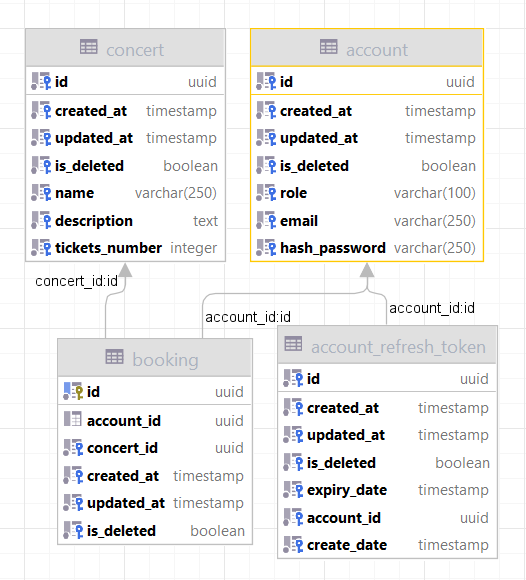 concert
id uuid
created_at timestamp
updated_at timestamp
is_deleted boolean
name varchar(250)
description text
tickets_number integer
account
id uuid
created_at timestamp
updated_at timestamp
is_deleted boolean
role varchar(100)
email varchar(250)
hash_password varchar(250)
concert_id:id
account_id:id
account_id:id
booking
id uuid
account_id uuid
concert_id uuid
created_at timestamp
updated_at timestamp
is_deleted boolean
account_refresh_token
id uuid
created_at timestamp
updated_at timestamp
is_deleted boolean
expiry_date timestamp
account_id uuid
create_date timestamp